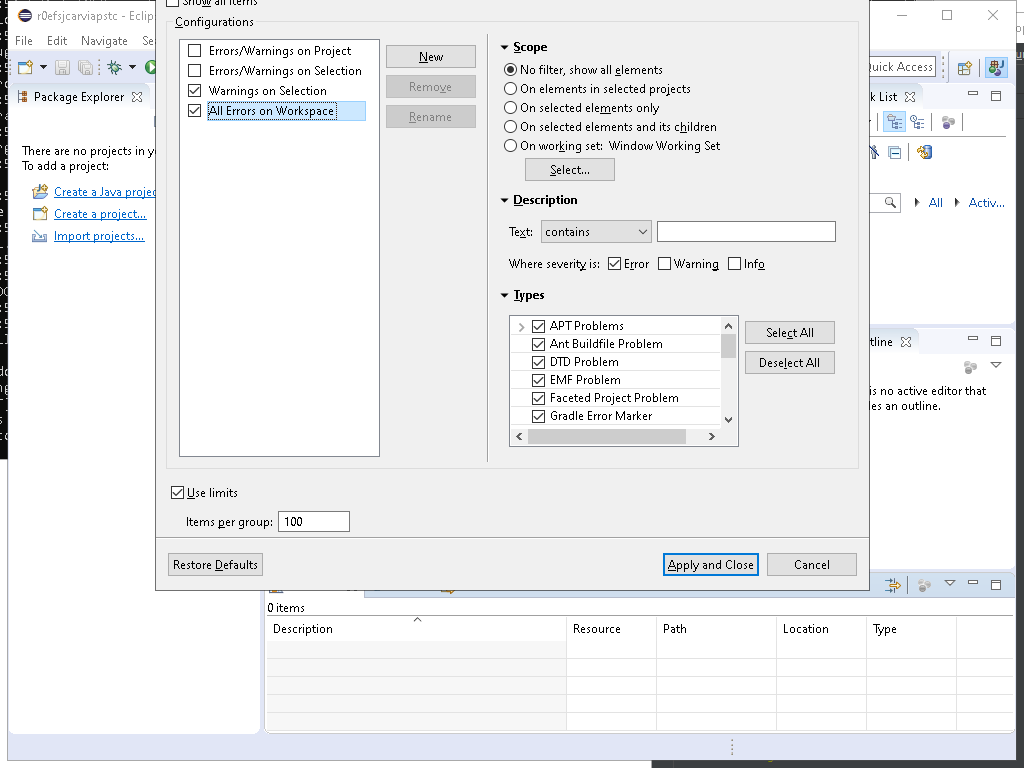 r0efsjcarviapstc - Eclip
Show all items
File Edit Navigate Se
Configurations
Errors/Warnings on Project
Errors/Warnings on Selection
Warnings on Selection
All Errors on Workspace
New
Remove
Rename
Scope
No filter, show all elements
On elements in selected projects
On selected elements only
On selected elements and its children
On working set: Window Working Set
Select...
Description
Text: contains
Where severity is: Error Warning Info
Types
APT Problems
Ant Buildfile Problem
DTD Problem
EMF Problem
Faceted Project Problem
Gradle Error Marker
Select All
Deselect All
Use limits
Items per group: 100
Restore Defaults
Apply and Close
Cancel
Package Explorer
There are no projects in y
To add a project:
Create a Java projec
Create a project...
Import projects...
Quick Access
k List
All Activ...
tline
is no active editor that
les an outline.
0 items
Description Resource Path Location Type